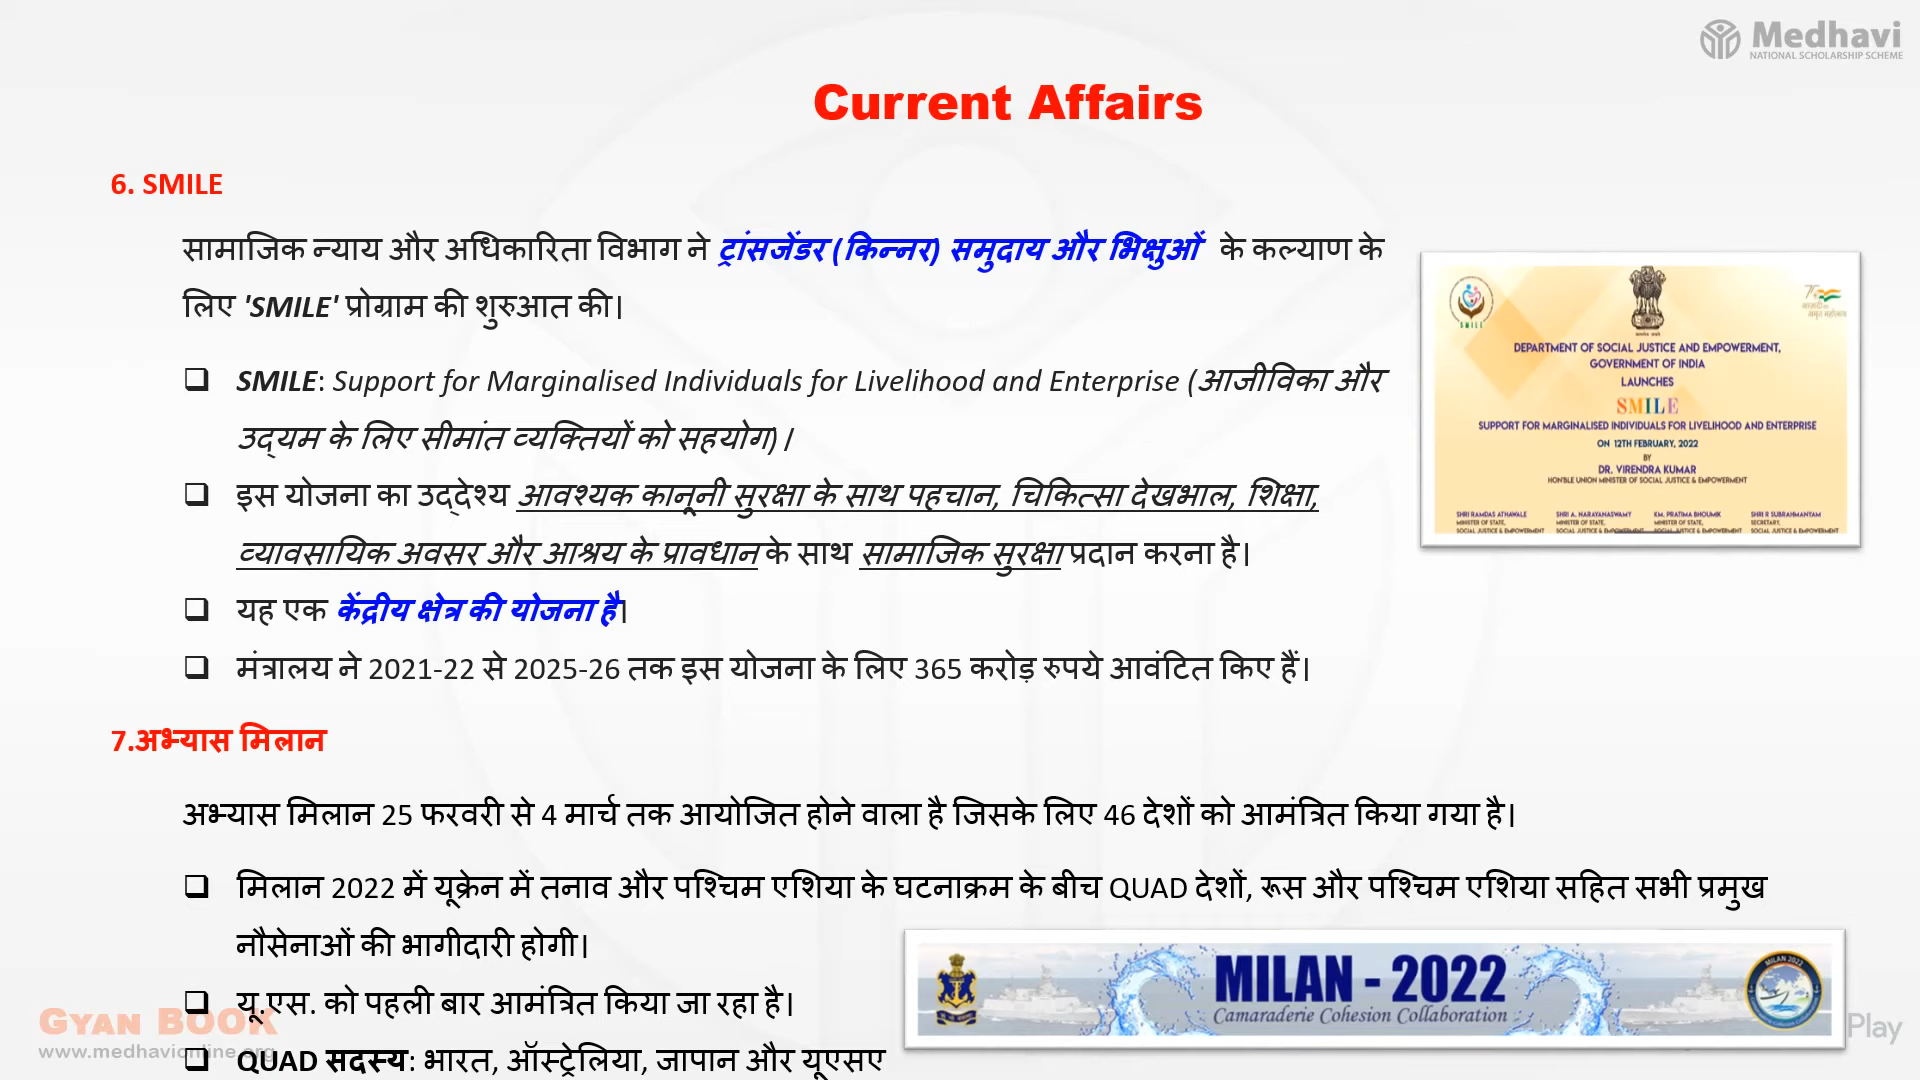 Medhavi
NATIONAL SCHOLARSHIP SCHEME
Current Affairs
6. SMILE
सामाजिक न्याय और अधिकारिता विभाग ने ट्रांसजेंडर (किन्नर) समुदाय और भिक्षुओं के कल्याण के
लिए 'SMILE' प्रोग्राम की शुरुआत की।
❑ SMILE: Support for Marginalised Individuals for Livelihood and Enterprise (आजीविका और
उद्यम के लिए सीमांत व्यक्तियों को सहयोग)।
❑ इस योजना का उद्देश्य आवश्यक कानूनी सुरक्षा के साथ पहचान, चिकित्सा देखभाल, शिक्षा,
व्यावसायिक अवसर और आश्रय के प्रावधान के साथ सामाजिक सुरक्षा प्रदान करना है।
❑ यह एक केंद्रीय क्षेत्र की योजना है।
❑ मंत्रालय ने 2021-22 से 2025-26 तक इस योजना के लिए 365 करोड़ रुपये आवंटित किए हैं।
SMILE
DEPARTMENT OF SOCIAL JUSTICE AND EMPOWERMENT,
GOVERNMENT OF INDIA
LAUNCHES
SMILE
SUPPORT FOR MARGINALISED INDIVIDUALS FOR LIVELIHOOD AND ENTERPRISE
ON 12TH FEBRUARY, 2022
BY
DR. VIRENDRA KUMAR
HON'BLE UNION MINISTER OF SOCIAL JUSTICE & EMPOWERMENT
SHRI RAMDAS ATHAWALE SHRI A. NARAYANASWAMY KM. PRATIMA BHOUMIK SHRI R SUBRAHMANYAM
MINISTER OF STATE, MINISTER OF STATE, MINISTER OF STATE, SECRETARY,
SOCIAL JUSTICE & EMPOWERMENT SOCIAL JUSTICE & EMPOWERMENT SOCIAL JUSTICE & EMPOWERMENT SOCIAL JUSTICE & EMPOWERMENT
7.अभ्यास मिलान
अभ्यास मिलान 25 फरवरी से 4 मार्च तक आयोजित होने वाला है जिसके लिए 46 देशों को आमंत्रित किया गया है।
❑ मिलान 2022 में यूक्रेन में तनाव और पश्चिम एशिया के घटनाक्रम के बीच QUAD देशों, रूस और पश्चिम एशिया सहित सभी प्रमुख
नौसेनाओं की भागीदारी होगी।
❑ यू.एस. को पहली बार आमंत्रित किया जा रहा है।
❑ QUAD सदस्य: भारत, ऑस्ट्रेलिया, जापान और यूएसए
MILAN - 2022
Camaraderie Cohesion Collaboration
MILAN 2022
GYAN BOOK
www.medhavionline.org
Play